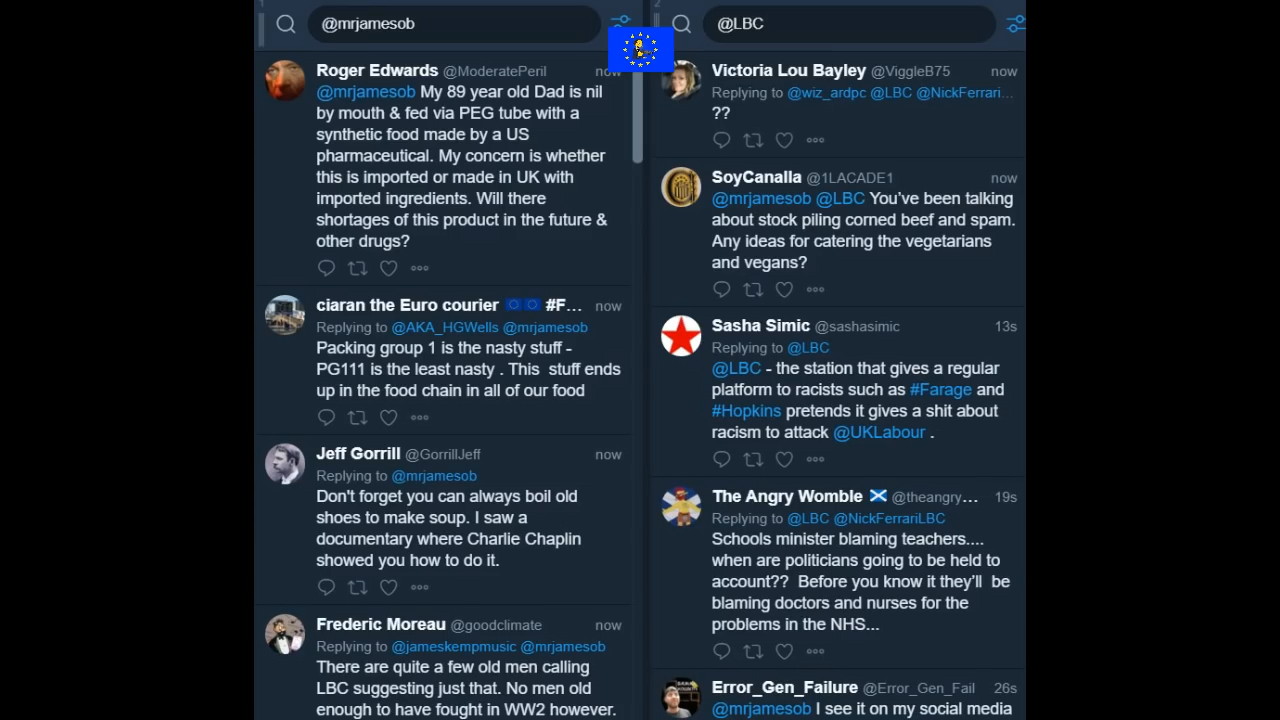 1
@mrjamesob
Roger Edwards @ModeratePeril now
@mrjamesob My 89 year old Dad is nil
by mouth & fed via PEG tube with a
synthetic food made by a US
pharmaceutical. My concern is whether
this is imported or made in UK with
imported ingredients. Will there
shortages of this product in the future &
other drugs?
ciaran the Euro courier #F... now
Replying to @AKA_HGWells @mrjamesob
Packing group 1 is the nasty stuff -
PG111 is the least nasty . This stuff ends
up in the food chain in all of our food
Jeff Gorrill @GorrillJeff now
Replying to @mrjamesob
Don't forget you can always boil old
shoes to make soup. I saw a
documentary where Charlie Chaplin
showed you how to do it.
Frederic Moreau @goodclimate now
Replying to @jameskempmusic @mrjamesob
There are quite a few old men calling
LBC suggesting just that. No men old
enough to have fought in WW2 however.
2
@LBC
Victoria Lou Bayley @ViggleB75 now
Replying to @wiz_ardpc @LBC @NickFerrari...
??
SoyCanalla @1LACADE1 now
@mrjamesob @LBC You’ve been talking
about stock piling corned beef and spam.
Any ideas for catering the vegetarians
and vegans?
Sasha Simic @sashasimic 13s
Replying to @LBC
@LBC - the station that gives a regular
platform to racists such as #Farage and
#Hopkins pretends it gives a shit about
racism to attack @UKLabour .
The Angry Womble @theangry... 19s
Replying to @LBC @NickFerrariLBC
Schools minister blaming teachers....
when are politicians going to be held to
account?? Before you know it they’ll be
blaming doctors and nurses for the
problems in the NHS...
Error_Gen_Failure @Error_Gen_Fail 26s
@mrjamesob I see it on my social media